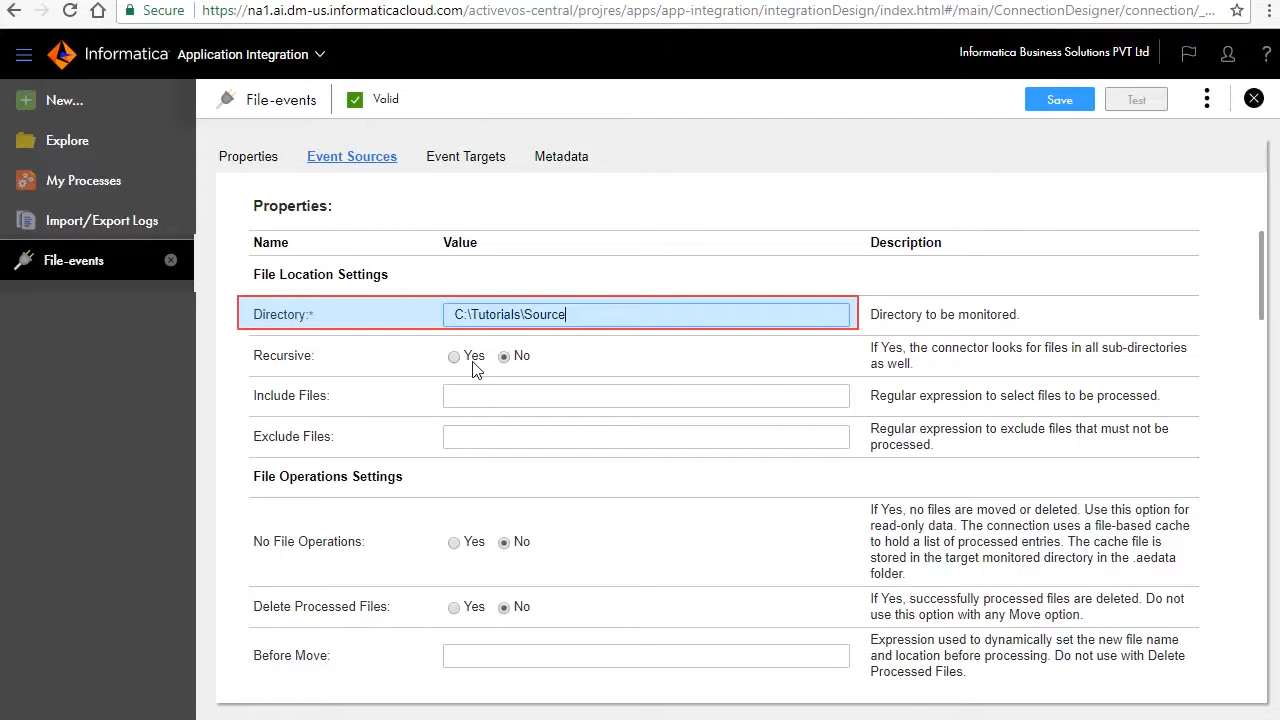 Secure https://na1.ai.dm-us.informaticacloud.com/activevos-central/projres/apps/app-integration/integrationDesign/index.html#/main/ConnectionDesigner/connection/_...
Informatica Application Integration
Informatica Business Solutions PVT Ltd
?
New...
Explore
My Processes
Import/Export Logs
File-events
File-events
Valid
Save
Test
Properties Event Sources Event Targets Metadata
Properties:
Name Value Description
File Location Settings
Directory:* C:\Tutorials\Source Directory to be monitored.
Recursive: Yes No If Yes, the connector looks for files in all sub-directories
as well.
Include Files: Regular expression to select files to be processed.
Exclude Files: Regular expression to exclude files that must not be
processed.
File Operations Settings
No File Operations: Yes No If Yes, no files are moved or deleted. Use this option for
read-only data. The connection uses a file-based cache
to hold a list of processed entries. The cache file is
stored in the target monitored directory in the .aedata
folder.
Delete Processed Files: Yes No If Yes, successfully processed files are deleted. Do not
use this option with any Move option.
Before Move: Expression used to dynamically set the new file name
and location before processing. Do not use with Delete
Processed Files.